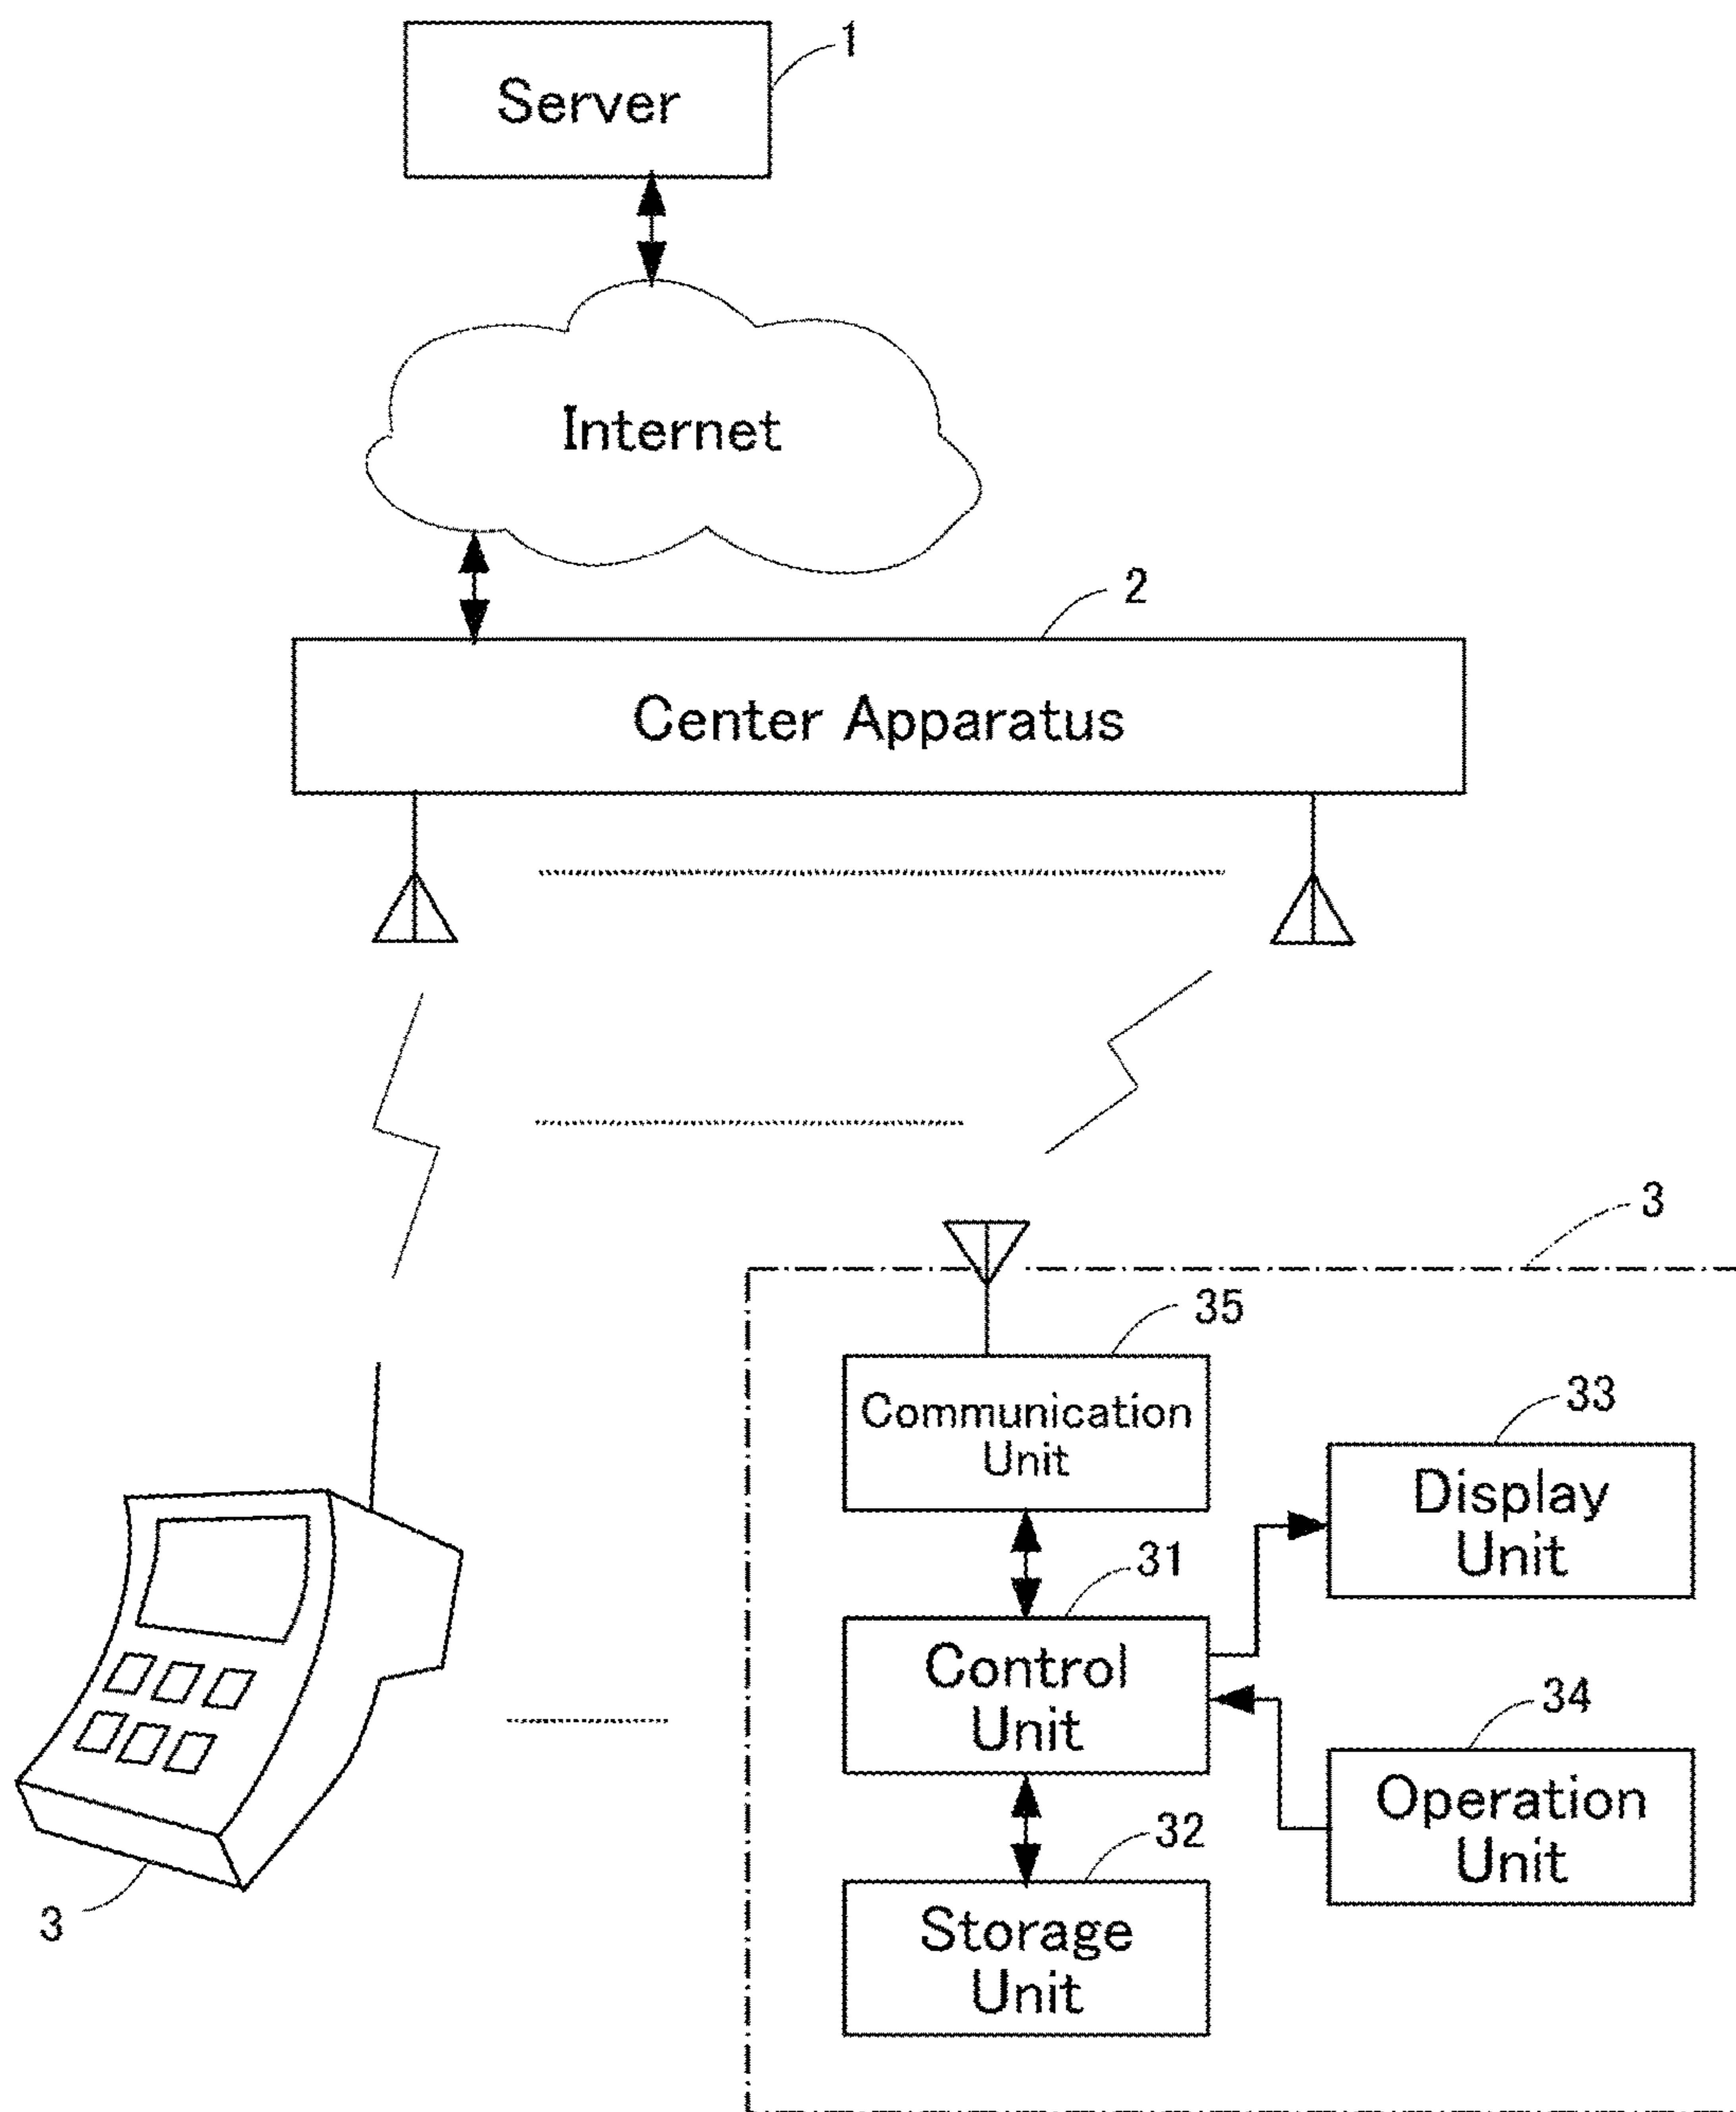 1
Server
Internet
2
Center Apparatus
3
35
Communication
Unit
33
Display
Unit
31
Control
Unit
34
Operation
Unit
32
Storage
Unit
3